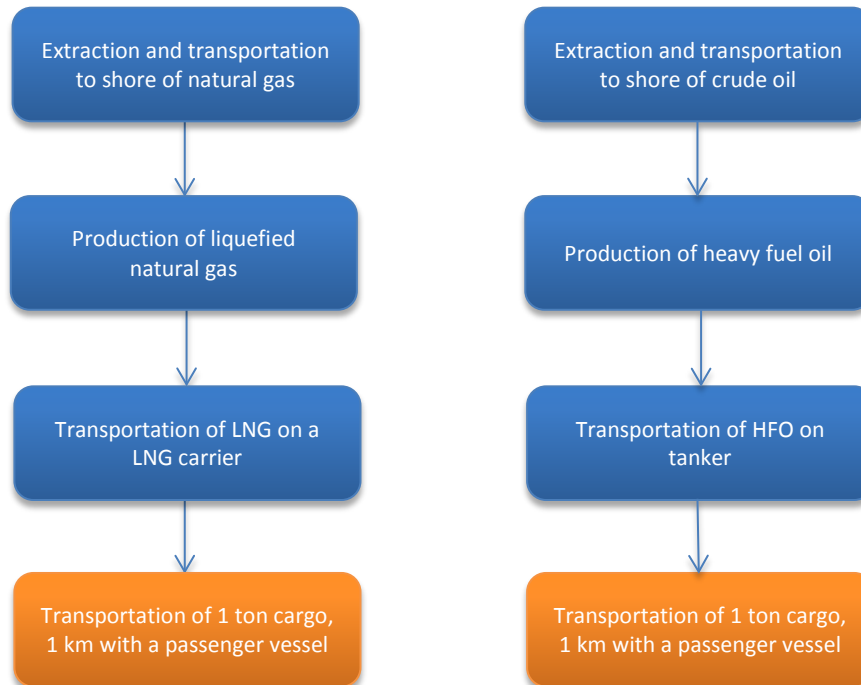 Extraction and transportation
to shore of natural gas
Production of liquefied
natural gas
Transportation of LNG on a
LNG carrier
Transportation of 1 ton cargo,
1 km with a passenger vessel
Extraction and transportation
to shore of crude oil
Production of heavy fuel oil
Transportation of HFO on
tanker
Transportation of 1 ton cargo,
1 km with a passenger vessel